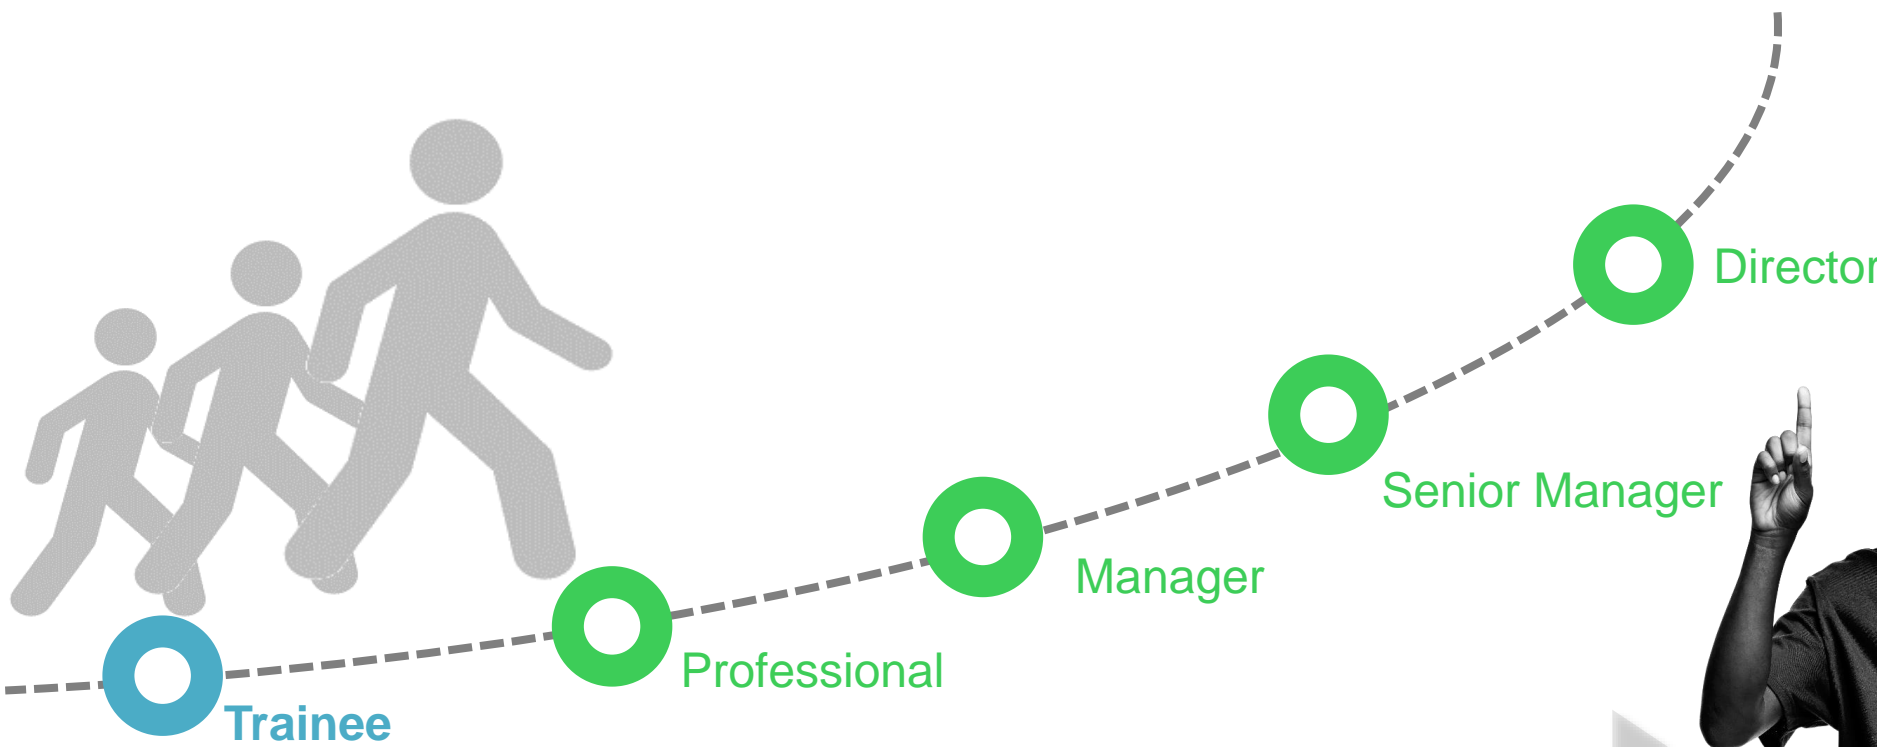 Director
Senior Manager
Manager
Professional
Trainee